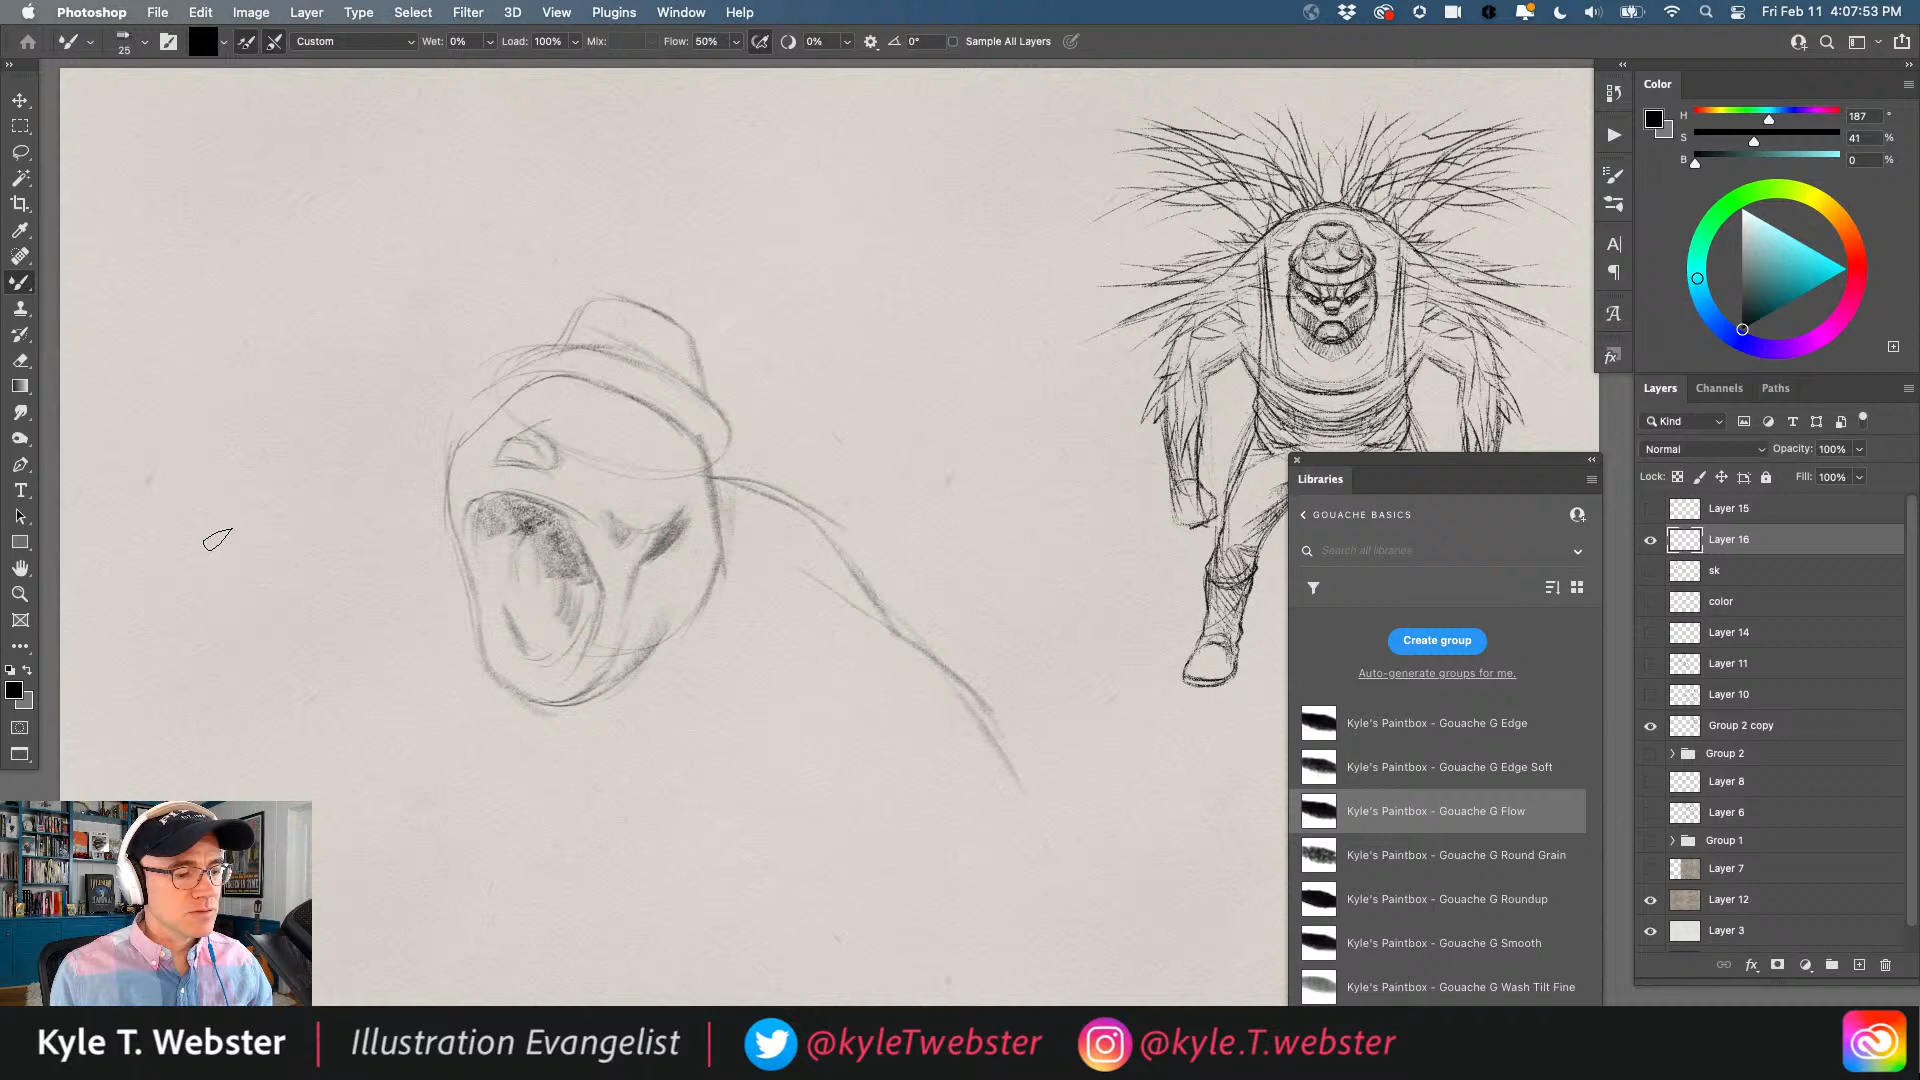 Photoshop File Edit Image Layer Type Select Filter 3D View Plugins Window Help Fri Feb 11 4:07:53 PM
25 Custom Wet: 0% Load: 100% Mix: Flow: 50% 0% 0° Sample All Layers
Color
H 187 °
S 41 %
B 0 %
Layers Channels Paths
Kind
Normal Opacity: 100%
Lock: Fill: 100%
Layer 15
Layer 16
sk
color
Layer 14
Layer 11
Layer 10
Group 2 copy
Group 2
Layer 8
Layer 6
Group 1
Layer 7
Layer 12
Layer 3
Libraries
GOUACHE BASICS
Search all libraries
Create group
Auto-generate groups for me.
Kyle's Paintbox - Gouache G Edge
Kyle's Paintbox - Gouache G Edge Soft
Kyle's Paintbox - Gouache G Flow
Kyle's Paintbox - Gouache G Round Grain
Kyle's Paintbox - Gouache G Roundup
Kyle's Paintbox - Gouache G Smooth
Kyle's Paintbox - Gouache G Wash Tilt Fine
Kyle T. Webster | Illustration Evangelist | @kyleTwebster @kyle.T.webster